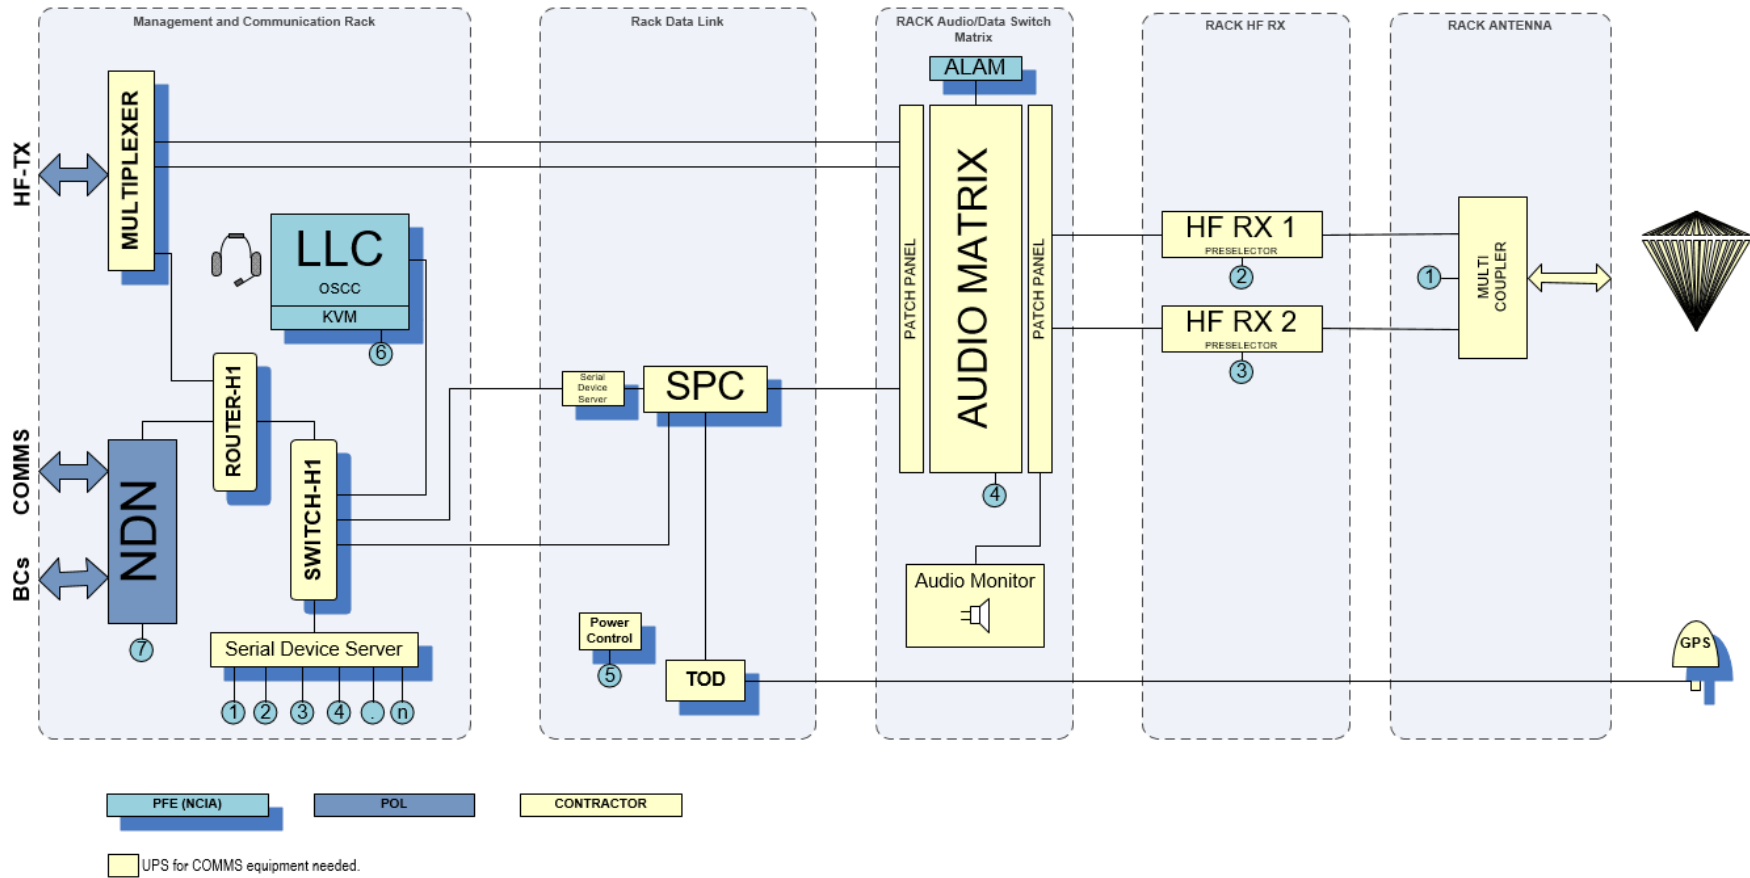 Management and Communication Rack
Rack Data Link
RACK Audio/Data Switch
Matrix
RACK HF RX
RACK ANTENNA
HF-TX
MULTIPLEXER
LLC
OSCC
KVM
6
ROUTER-H1
COMMS
BCs
NDN
7
SWITCH-H1
Serial Device Server
1
2
3
4
.
n
Serial
Device
Server
SPC
Power
Control
5
TOD
ALAM
PATCH PANEL
AUDIO MATRIX
PATCH PANEL
4
Audio Monitor
HF RX 1
PRESELECTOR
2
HF RX 2
PRESELECTOR
3
1
MULTI
COUPLER
GPS
PFE (NCIA)
POL
CONTRACTOR
UPS for COMMS equipment needed.